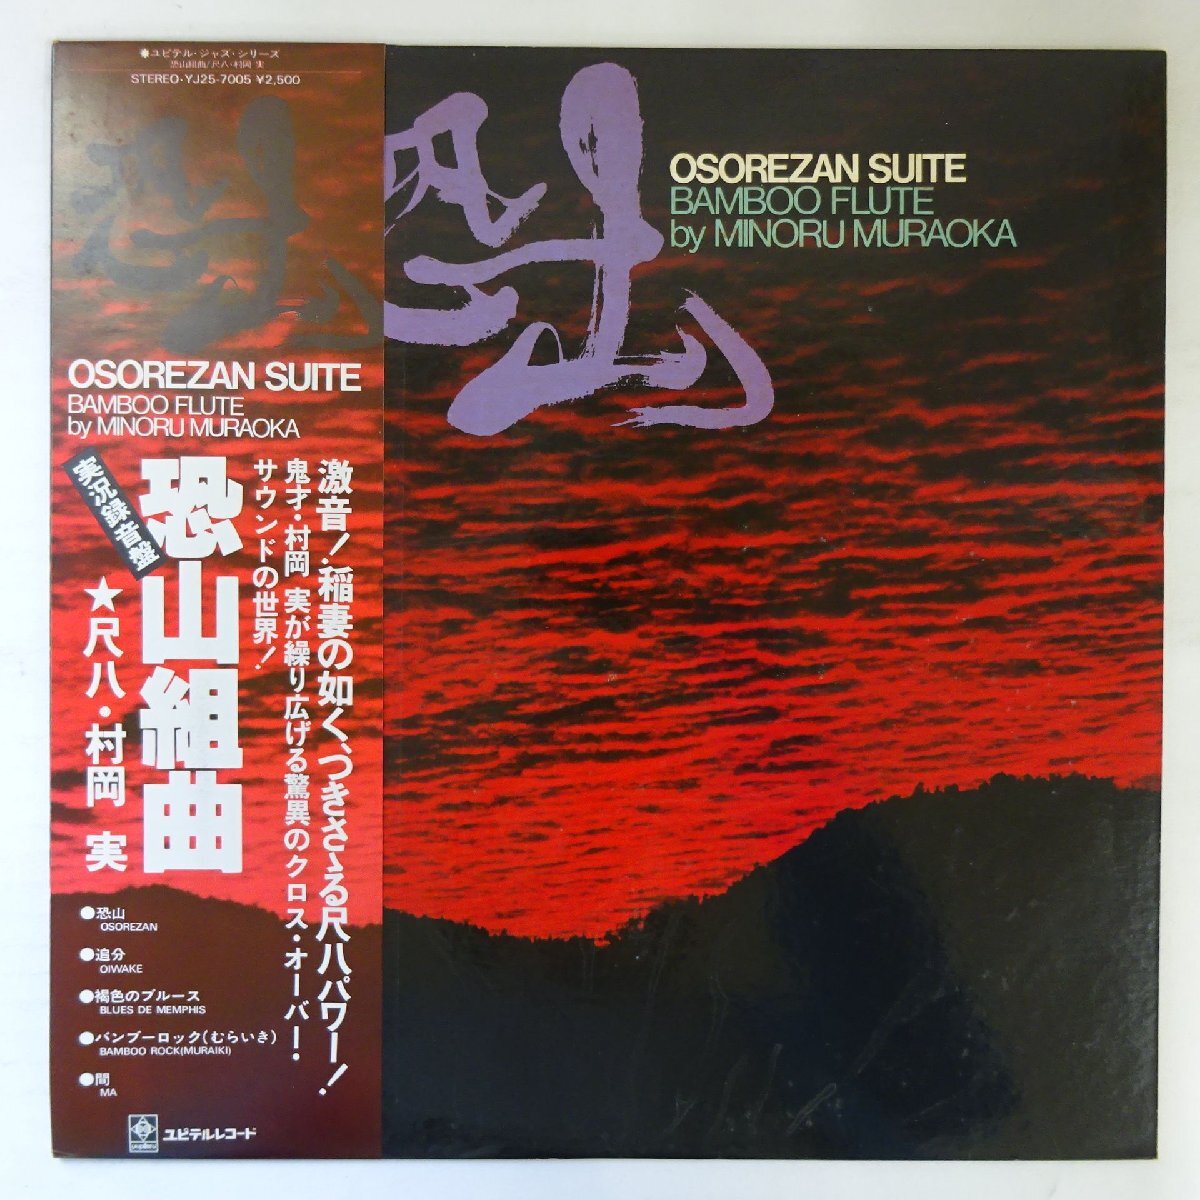 ✸ユピテル・ジャズ・シリーズ
恐山組曲/尺八・村岡 実
STEREO・YJ25-7005 ¥2,500
恐山
OSOREZAN SUITE
BAMBOO FLUTE
by MINORU MURAOKA
恐山
OSOREZAN SUITE
BAMBOO FLUTE
by MINORU MURAOKA
激音！稲妻の如く、つきさゝる尺八パワー！
鬼才・村岡 実が繰り広げる驚異のクロス・オーバー・
サウンドの世界！
実況録音盤
恐山組曲
★尺八・村岡 実
●恐山
OSOREZAN
●追分
OIWAKE
●褐色のブルース
BLUES DE MEMPHIS
●バンブーロック(むらいき)
BAMBOO ROCK(MURAIKI)
●間
MA
ユピテルレコード